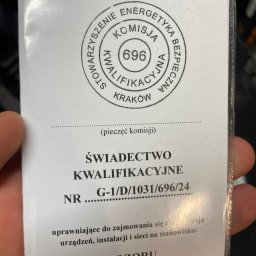 STOWARZYSZENIE ENERGETYKA BEZPIECZNA
KOMISJA
696
KWALIFIKACYJNA
KRAKÓW
(pieczęć komisji)
ŚWIADECTWO
KWALIFIKACYJNE
NR G-1/D/1031/696/24
uprawniające do zajmowania się
urządzeń, instalacji i sieci na stanowisku: